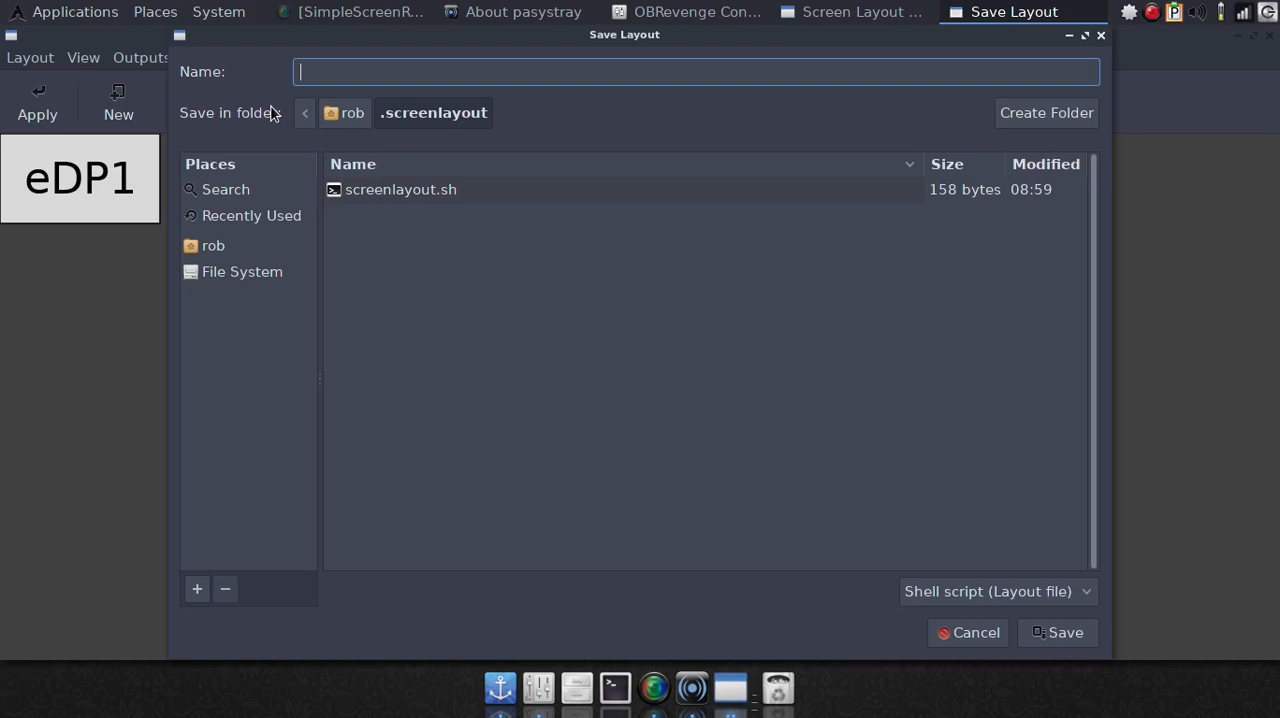 Applications Places System [SimpleScreenR... About pasystray OBRevenge Con... Screen Layout ... Save Layout
Save Layout
Layout View Outputs
Name:
Apply New
Save in folder:
rob .screenlayout Create Folder
eDP1
Places
Search
Recently Used
rob
File System
Name Size Modified
screenlayout.sh 158 bytes 08:59
Shell script (Layout file)
Cancel Save